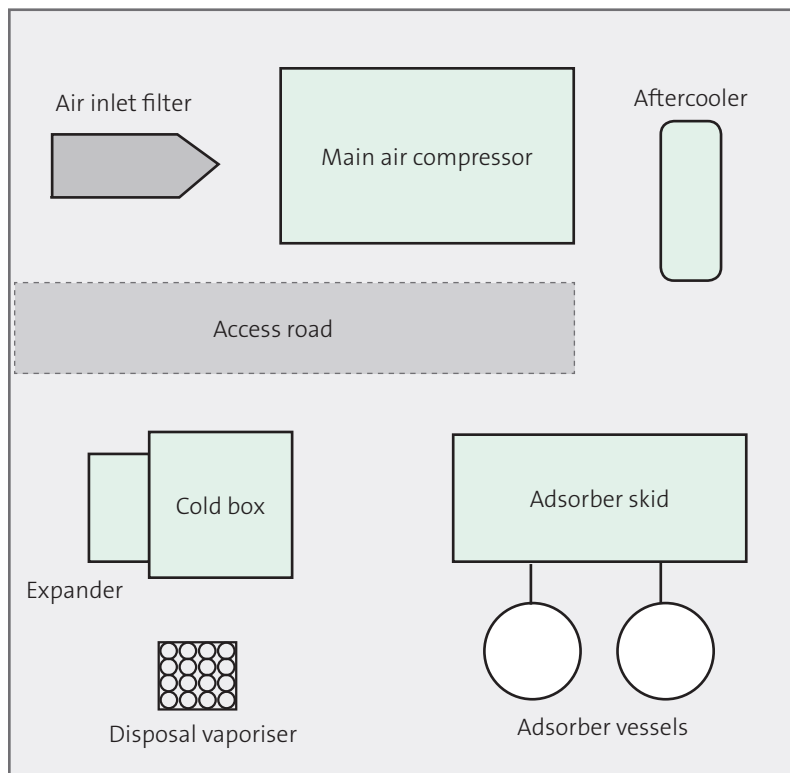 Air inlet filter
Aftercooler
Main air compressor
Access road
Cold box
Adsorber skid
Expander
Disposal vaporiser
Adsorber vessels